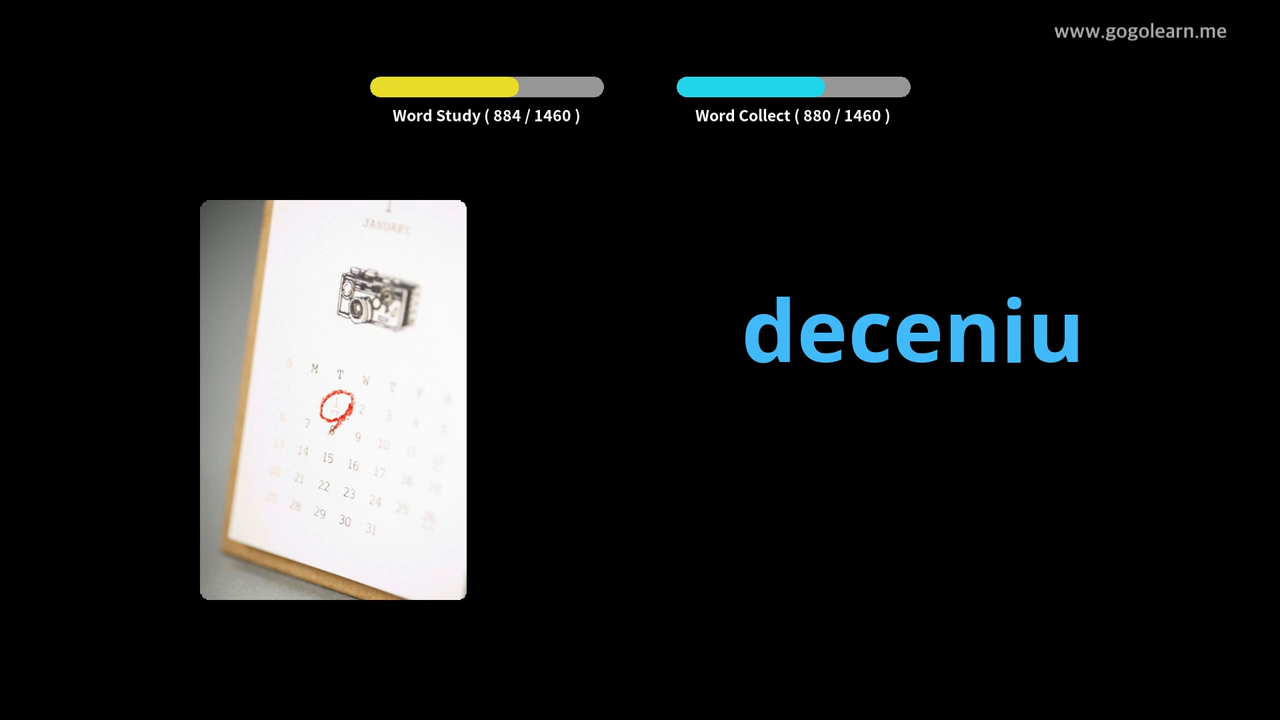 www.gogolearn.me
Word Study ( 884 / 1460 )
Word Collect ( 880 / 1460 )
deceniu
1
JANUARY
S M T W T F S
1 2 3 4 5
6 7 8 9 10 11 12
13 14 15 16 17 18 19
20 21 22 23 24 25 26
27 28 29 30 31